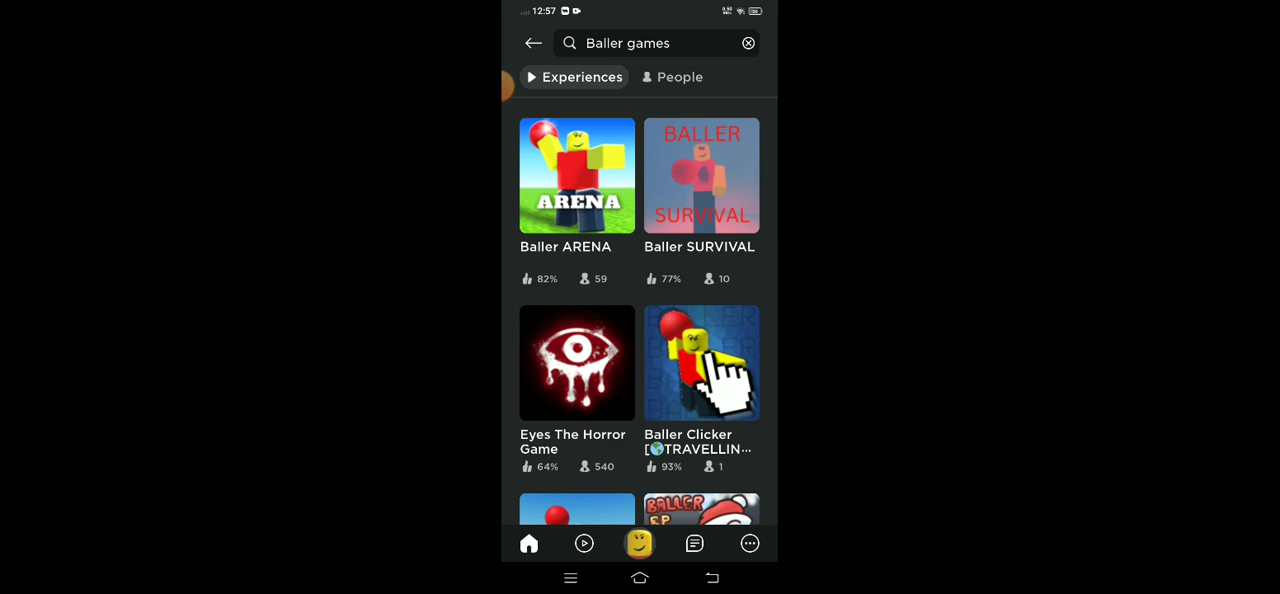 12:57
Baller games
Experiences
People
BALLER
SURVIVAL
ARENA
Baller ARENA
Baller SURVIVAL
82%
59
77%
10
Eyes The Horror
Game
Baller Clicker
[🌎TRAVELLIN...
64%
540
93%
1
BALLER